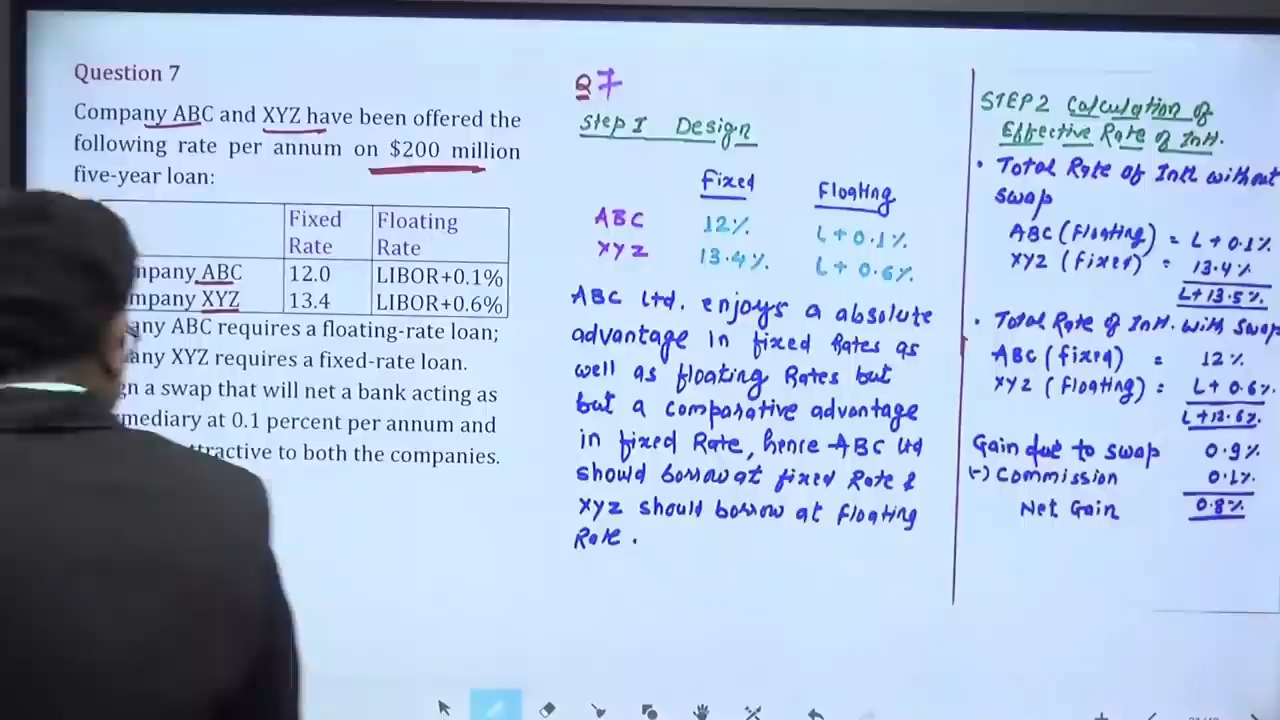 Question 7
Company ABC and XYZ have been offered the
following rate per annum on $200 million
five-year loan:
Fixed Rate Floating Rate
mpany ABC 12.0 LIBOR+0.1%
mpany XYZ 13.4 LIBOR+0.6%
any ABC requires a floating-rate loan;
any XYZ requires a fixed-rate loan.
gn a swap that will net a bank acting as
mediary at 0.1 percent per annum and
tractive to both the companies.
Q7
Step I Design
Fixed Floating
ABC 12% L+0.1%
XYZ 13.4% L+0.6%
ABC Ltd. enjoys a absolute
advantage in fixed Rates as
well as floating Rates but
but a comparative advantage
in fixed Rate, hence ABC Ltd
should borrow at fixed Rate &
XYZ should borrow at Floating
Rate.
STEP2 Calculation of
Effective Rate of Intt.
• Total Rate of Intt without
swap
ABC (Floating) = L+0.1%
XYZ (Fixed) = 13.4%
L+13.5%
• Total Rate of Intt. with Swap
ABC (fixed) = 12%
XYZ (floating) = L+0.6%
L+12.6%
Gain due to swap 0.9%
(-) Commission 0.1%
Net Gain 0.8%